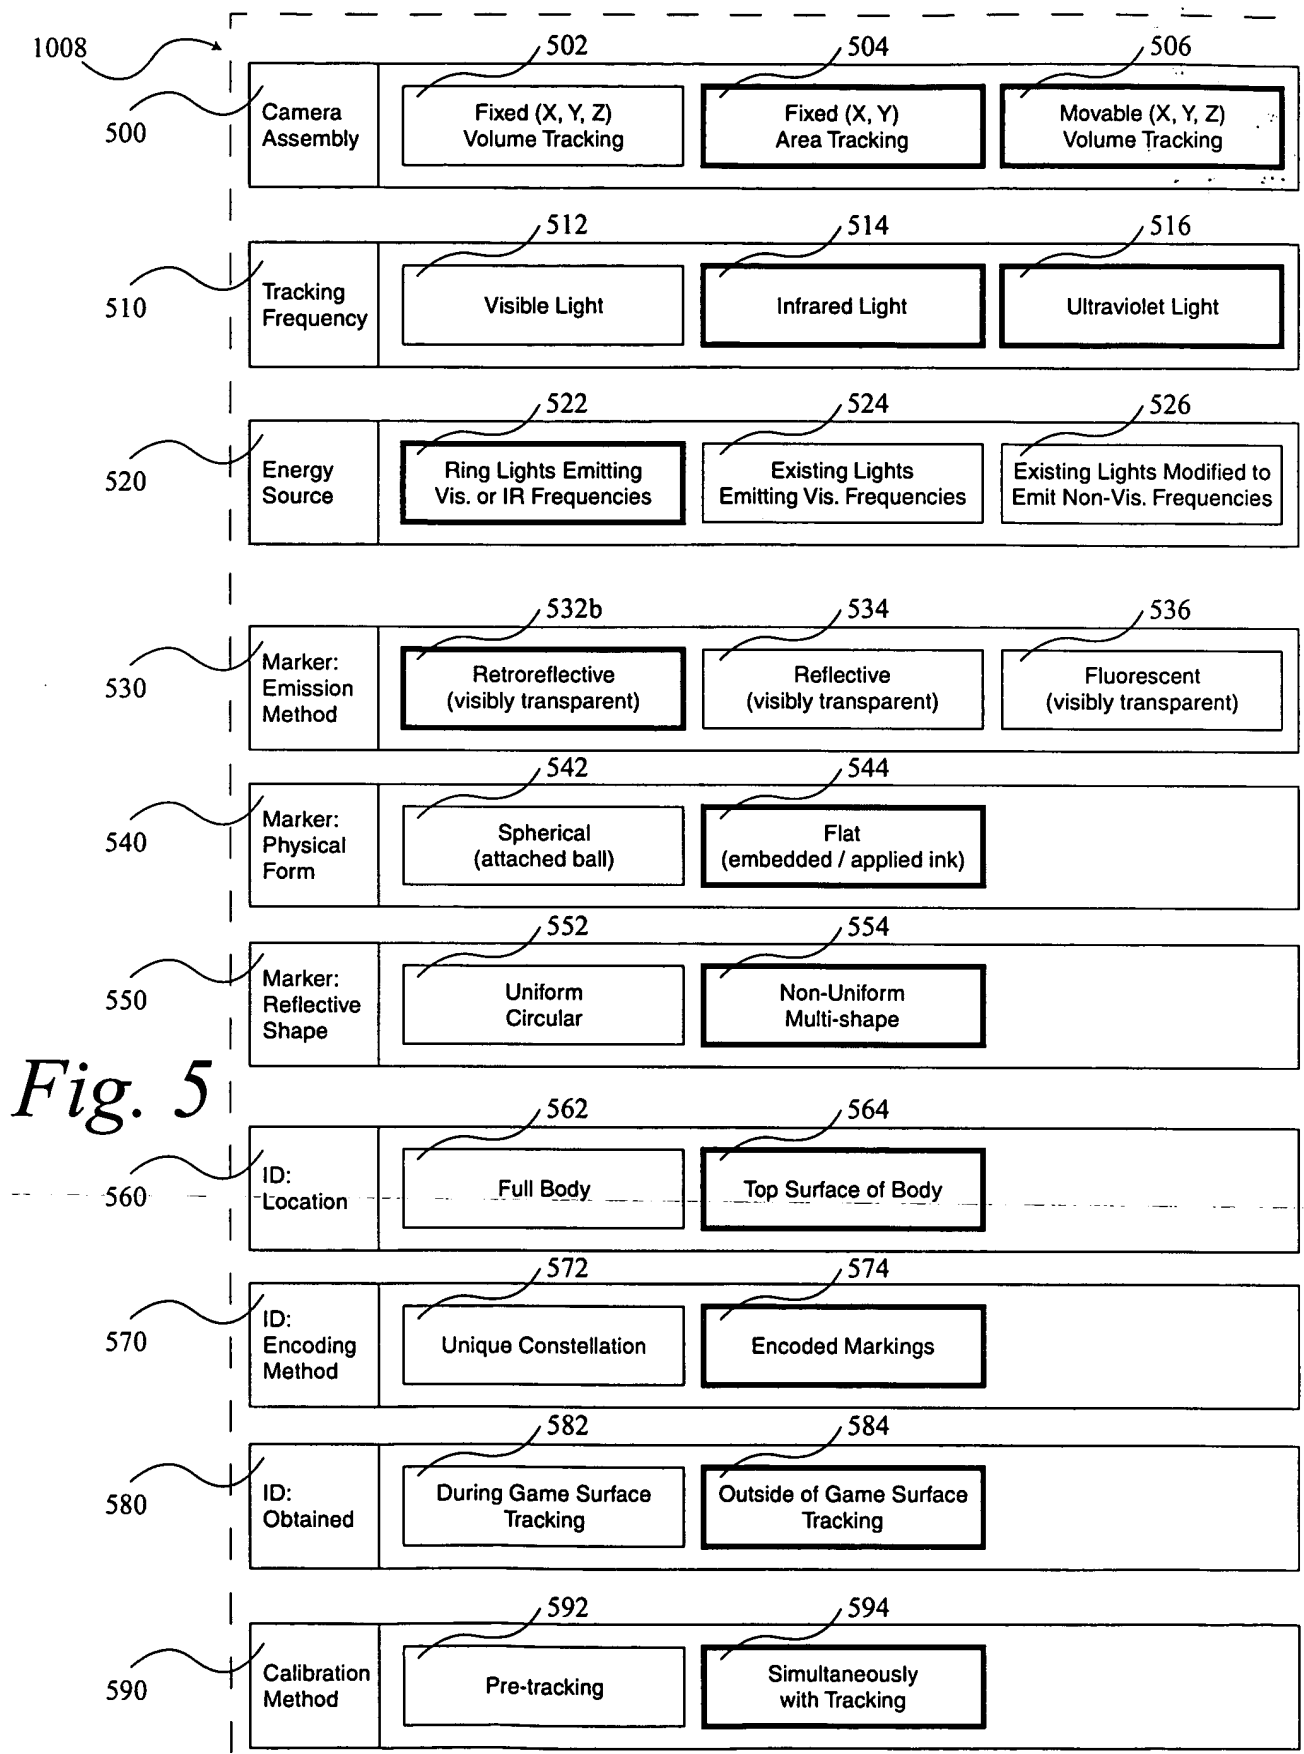 1008
502
504
506
500
Camera
Assembly
Fixed (X, Y, Z)
Volume Tracking
Fixed (X, Y)
Area Tracking
Movable (X, Y, Z)
Volume Tracking
512
514
516
510
Tracking
Frequency
Visible Light
Infrared Light
Ultraviolet Light
522
524
526
520
Energy
Source
Ring Lights Emitting
Vis. or IR Frequencies
Existing Lights
Emitting Vis. Frequencies
Existing Lights Modified to
Emit Non-Vis. Frequencies
532b
534
536
530
Marker:
Emission
Method
Retroreflective
(visibly transparent)
Reflective
(visibly transparent)
Fluorescent
(visibly transparent)
542
544
540
Marker:
Physical
Form
Spherical
(attached ball)
Flat
(embedded / applied ink)
552
554
550
Marker:
Reflective
Shape
Uniform
Circular
Non-Uniform
Multi-shape
Fig. 5
562
564
560
ID:
Location
Full Body
Top Surface of Body
572
574
570
ID:
Encoding
Method
Unique Constellation
Encoded Markings
582
584
580
ID:
Obtained
During Game Surface
Tracking
Outside of Game Surface
Tracking
592
594
590
Calibration
Method
Pre-tracking
Simultaneously
with Tracking